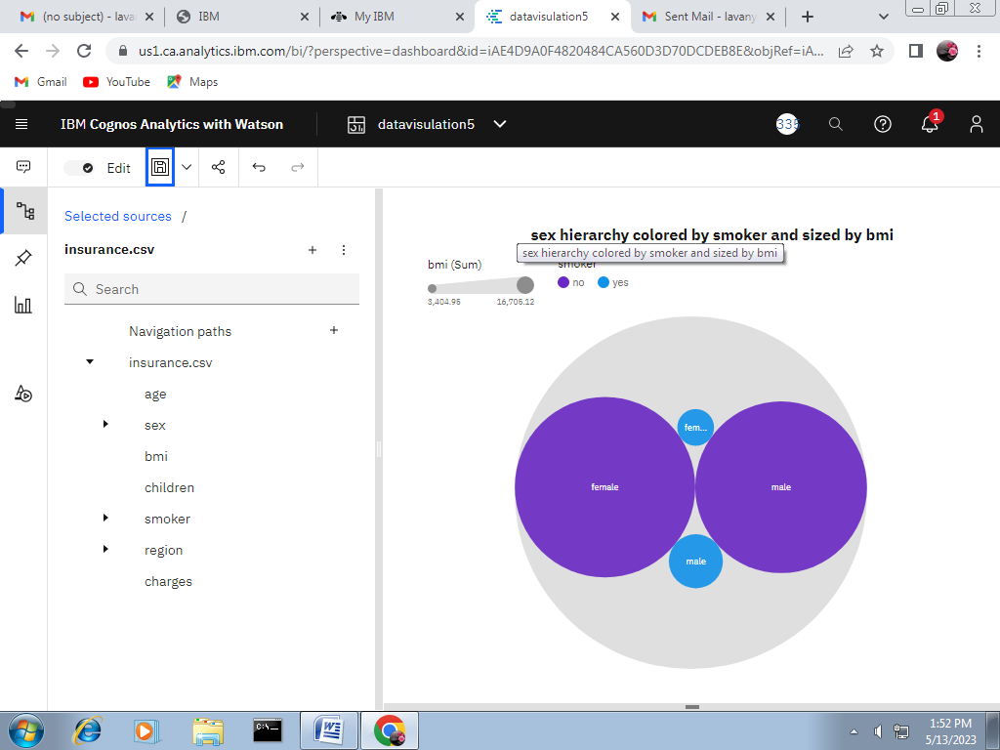 (no subject) - lava
IBM
My IBM
datavisulation5
Sent Mail - lavany
us1.ca.analytics.ibm.com/bi/?perspective=dashboard&id=iAE4D9A0F4820484CA560D3D70DCDEB8E&objRef=iA...
Gmail
YouTube
Maps
IBM Cognos Analytics with Watson
datavisulation5
335
1
Edit
Selected sources /
insurance.csv
Search
Navigation paths
insurance.csv
age
sex
bmi
children
smoker
region
charges
sex hierarchy colored by smoker and sized by bmi
sex hierarchy colored by smoker and sized by bmi
bmi (Sum)
smoker
3,404.95
16,705.12
no
yes
fem...
female
male
male
C:\_
1:52 PM
5/13/2023